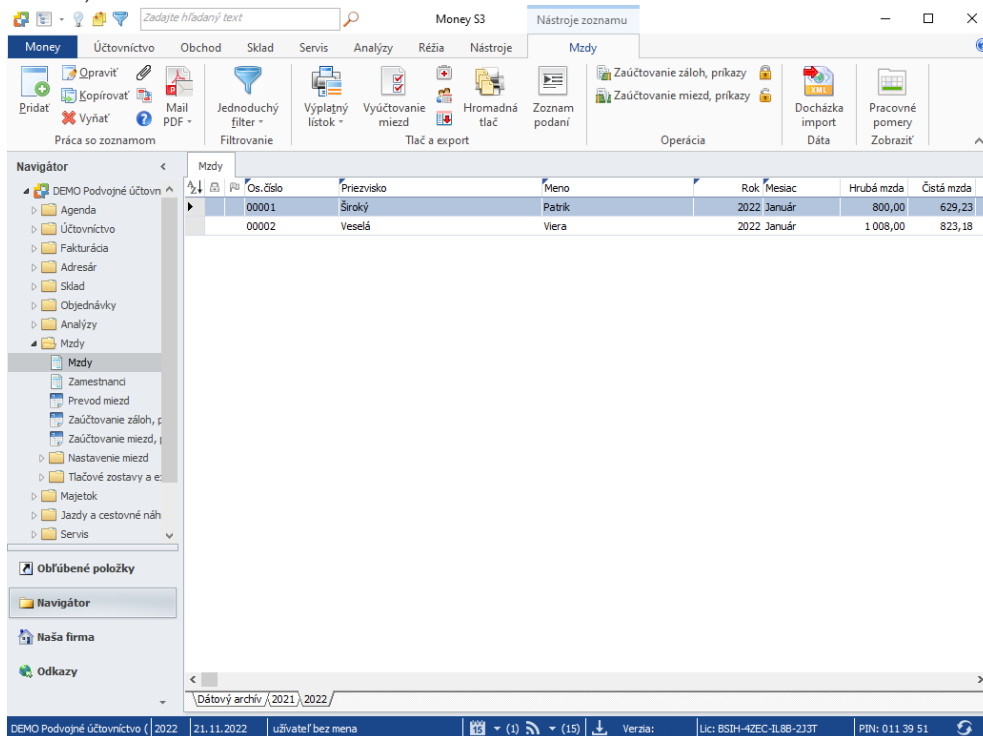 Zadajte hľadaný text
Money S3
Nástroje zoznamu
Money Účtovníctvo Obchod Sklad Servis Analýzy Réžia Nástroje Mzdy
Pridať
Opraviť
Kopírovať
Vyňať
Mail PDF
Jednoduchý filter
Výplatný lístok
Vyúčtovanie miezd
Hromadná tlač
Zoznam podaní
Zaúčtovanie záloh, príkazy
Zaúčtovanie miezd, príkazy
XML
Docházka import
Pracovné pomery
Práca so zoznamom Filtrovanie Tlač a export Operácia Dáta Zobraziť
Navigátor
DEMO Podvojné účtovn
Agenda
Účtovníctvo
Fakturácia
Adresár
Sklad
Objednávky
Analýzy
Mzdy
Mzdy
Zamestnanci
Prevod miezd
Zaúčtovanie záloh, p
Zaúčtovanie miezd,
Nastavenie miezd
Tlačové zostavy a e
Majetok
Jazdy a cestovné náh
Servis
Obľúbené položky
Navigátor
Naša firma
Odkazy
Mzdy
Os.číslo Priezvisko Meno Rok Mesiac Hrubá mzda Čistá mzda
00001 Široký Patrik 2022 Január 800,00 629,23
00002 Veselá Viera 2022 Január 1 008,00 823,18
Dátový archív 2021 2022
DEMO Podvojné účtovníctvo ( 2022 21.11.2022 užívateľ bez mena 15 (1) (15) Verzia: Lic: BSIH-4ZEC-IL8B-2J3T PIN: 011 39 51